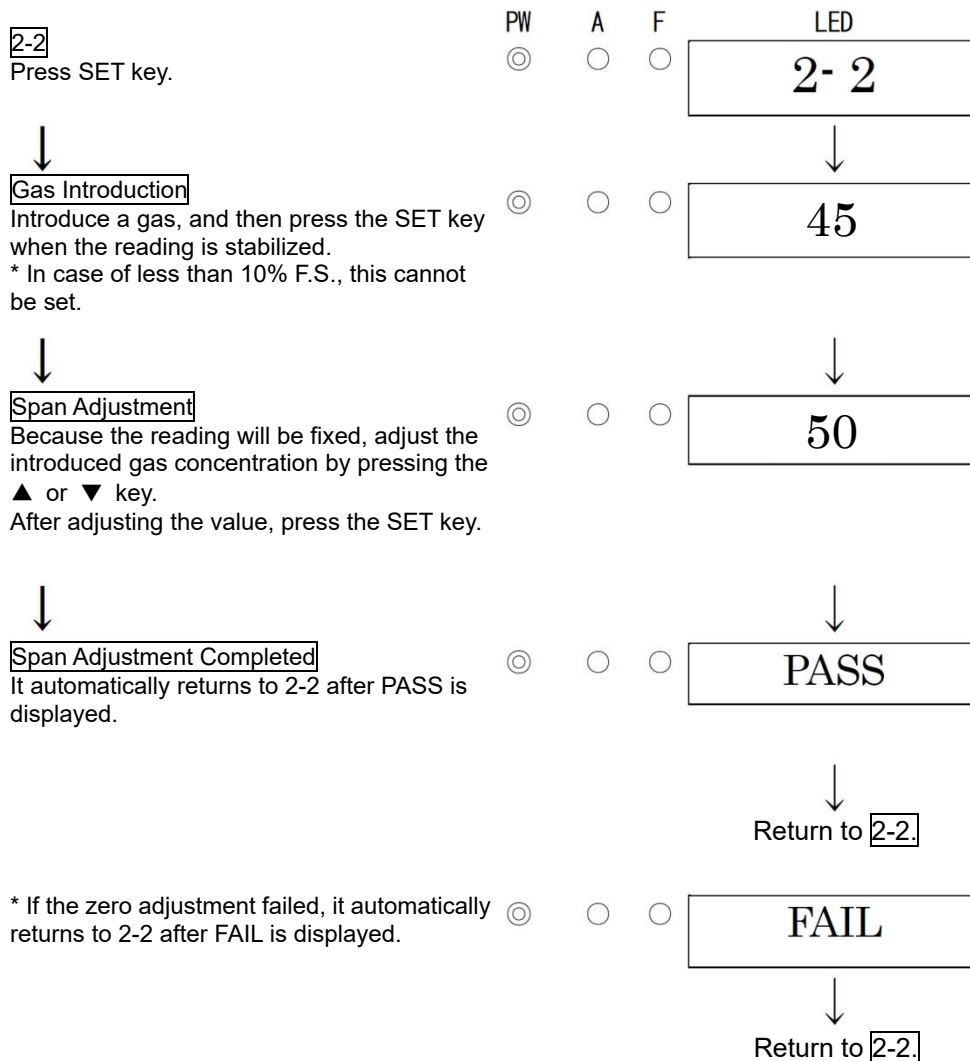 PW A F LED
2-2
Press SET key.
2- 2
↓ ↓
Gas Introduction
Introduce a gas, and then press the SET key
when the reading is stabilized.
* In case of less than 10% F.S., this cannot
be set.
45
↓ ↓
Span Adjustment
Because the reading will be fixed, adjust the
introduced gas concentration by pressing the
▲ or ▼ key.
After adjusting the value, press the SET key.
50
↓ ↓
Span Adjustment Completed
It automatically returns to 2-2 after PASS is
displayed.
PASS
↓
Return to 2-2.
* If the zero adjustment failed, it automatically
returns to 2-2 after FAIL is displayed.
FAIL
↓
Return to 2-2.